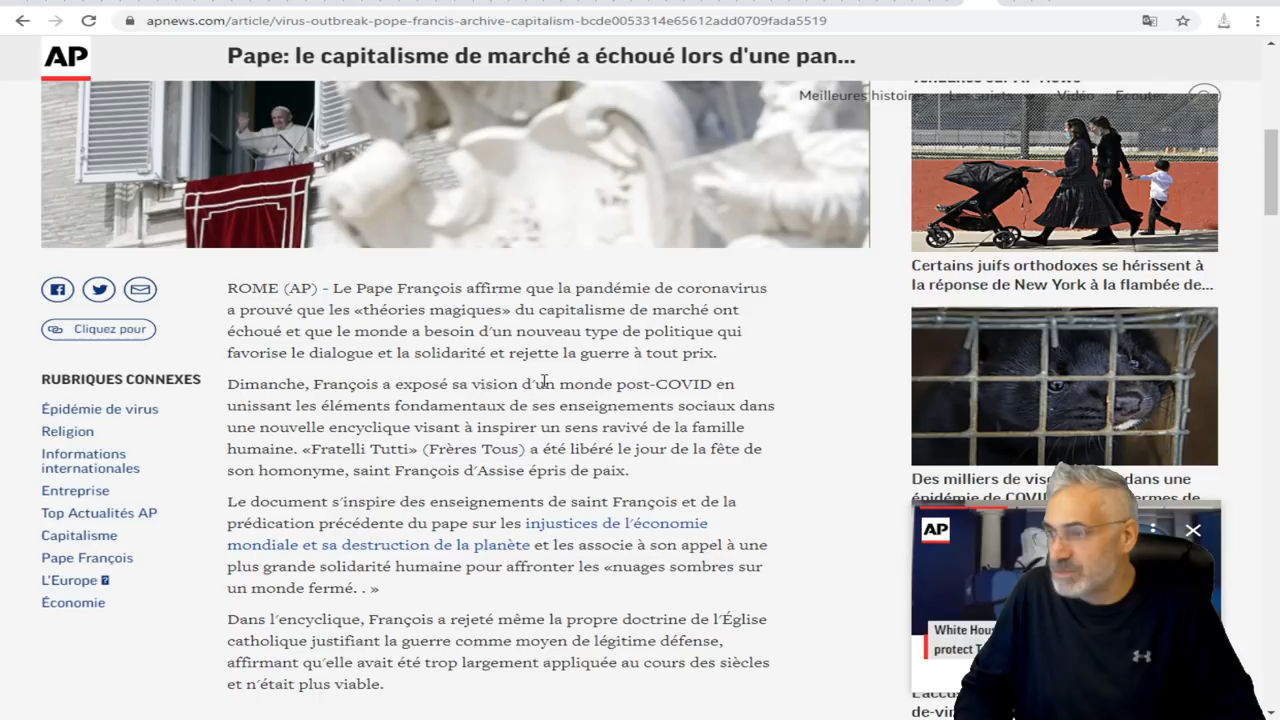 apnews.com/article/virus-outbreak-pope-francis-archive-capitalism-bcde0053314e65612add0709fada5519
AP
Pape: le capitalisme de marché a échoué lors d'une pan...
Tendance sur AP News
Meilleures histoires
Les sujets
Vidéo
Écouter
Cliquez pour
RUBRIQUES CONNEXES
Épidémie de virus
Religion
Informations
internationales
Entreprise
Top Actualités AP
Capitalisme
Pape François
L'Europe
Économie
ROME (AP) - Le Pape François affirme que la pandémie de coronavirus
a prouvé que les «théories magiques» du capitalisme de marché ont
échoué et que le monde a besoin d'un nouveau type de politique qui
favorise le dialogue et la solidarité et rejette la guerre à tout prix.
Dimanche, François a exposé sa vision d'un monde post-COVID en
unissant les éléments fondamentaux de ses enseignements sociaux dans
une nouvelle encyclique visant à inspirer un sens ravivé de la famille
humaine. «Fratelli Tutti» (Frères Tous) a été libéré le jour de la fête de
son homonyme, saint François d'Assise épris de paix.
Le document s'inspire des enseignements de saint François et de la
prédication précédente du pape sur les injustices de l'économie
mondiale et sa destruction de la planète et les associe à son appel à une
plus grande solidarité humaine pour affronter les «nuages sombres sur
un monde fermé. . »
Dans l'encyclique, François a rejeté même la propre doctrine de l'Église
catholique justifiant la guerre comme moyen de légitime défense,
affirmant qu'elle avait été trop largement appliquée au cours des siècles
et n'était plus viable.
Certains juifs orthodoxes se hérissent à
la réponse de New York à la flambée de...
Des milliers de dans une
épidémie de
AP
White
protect